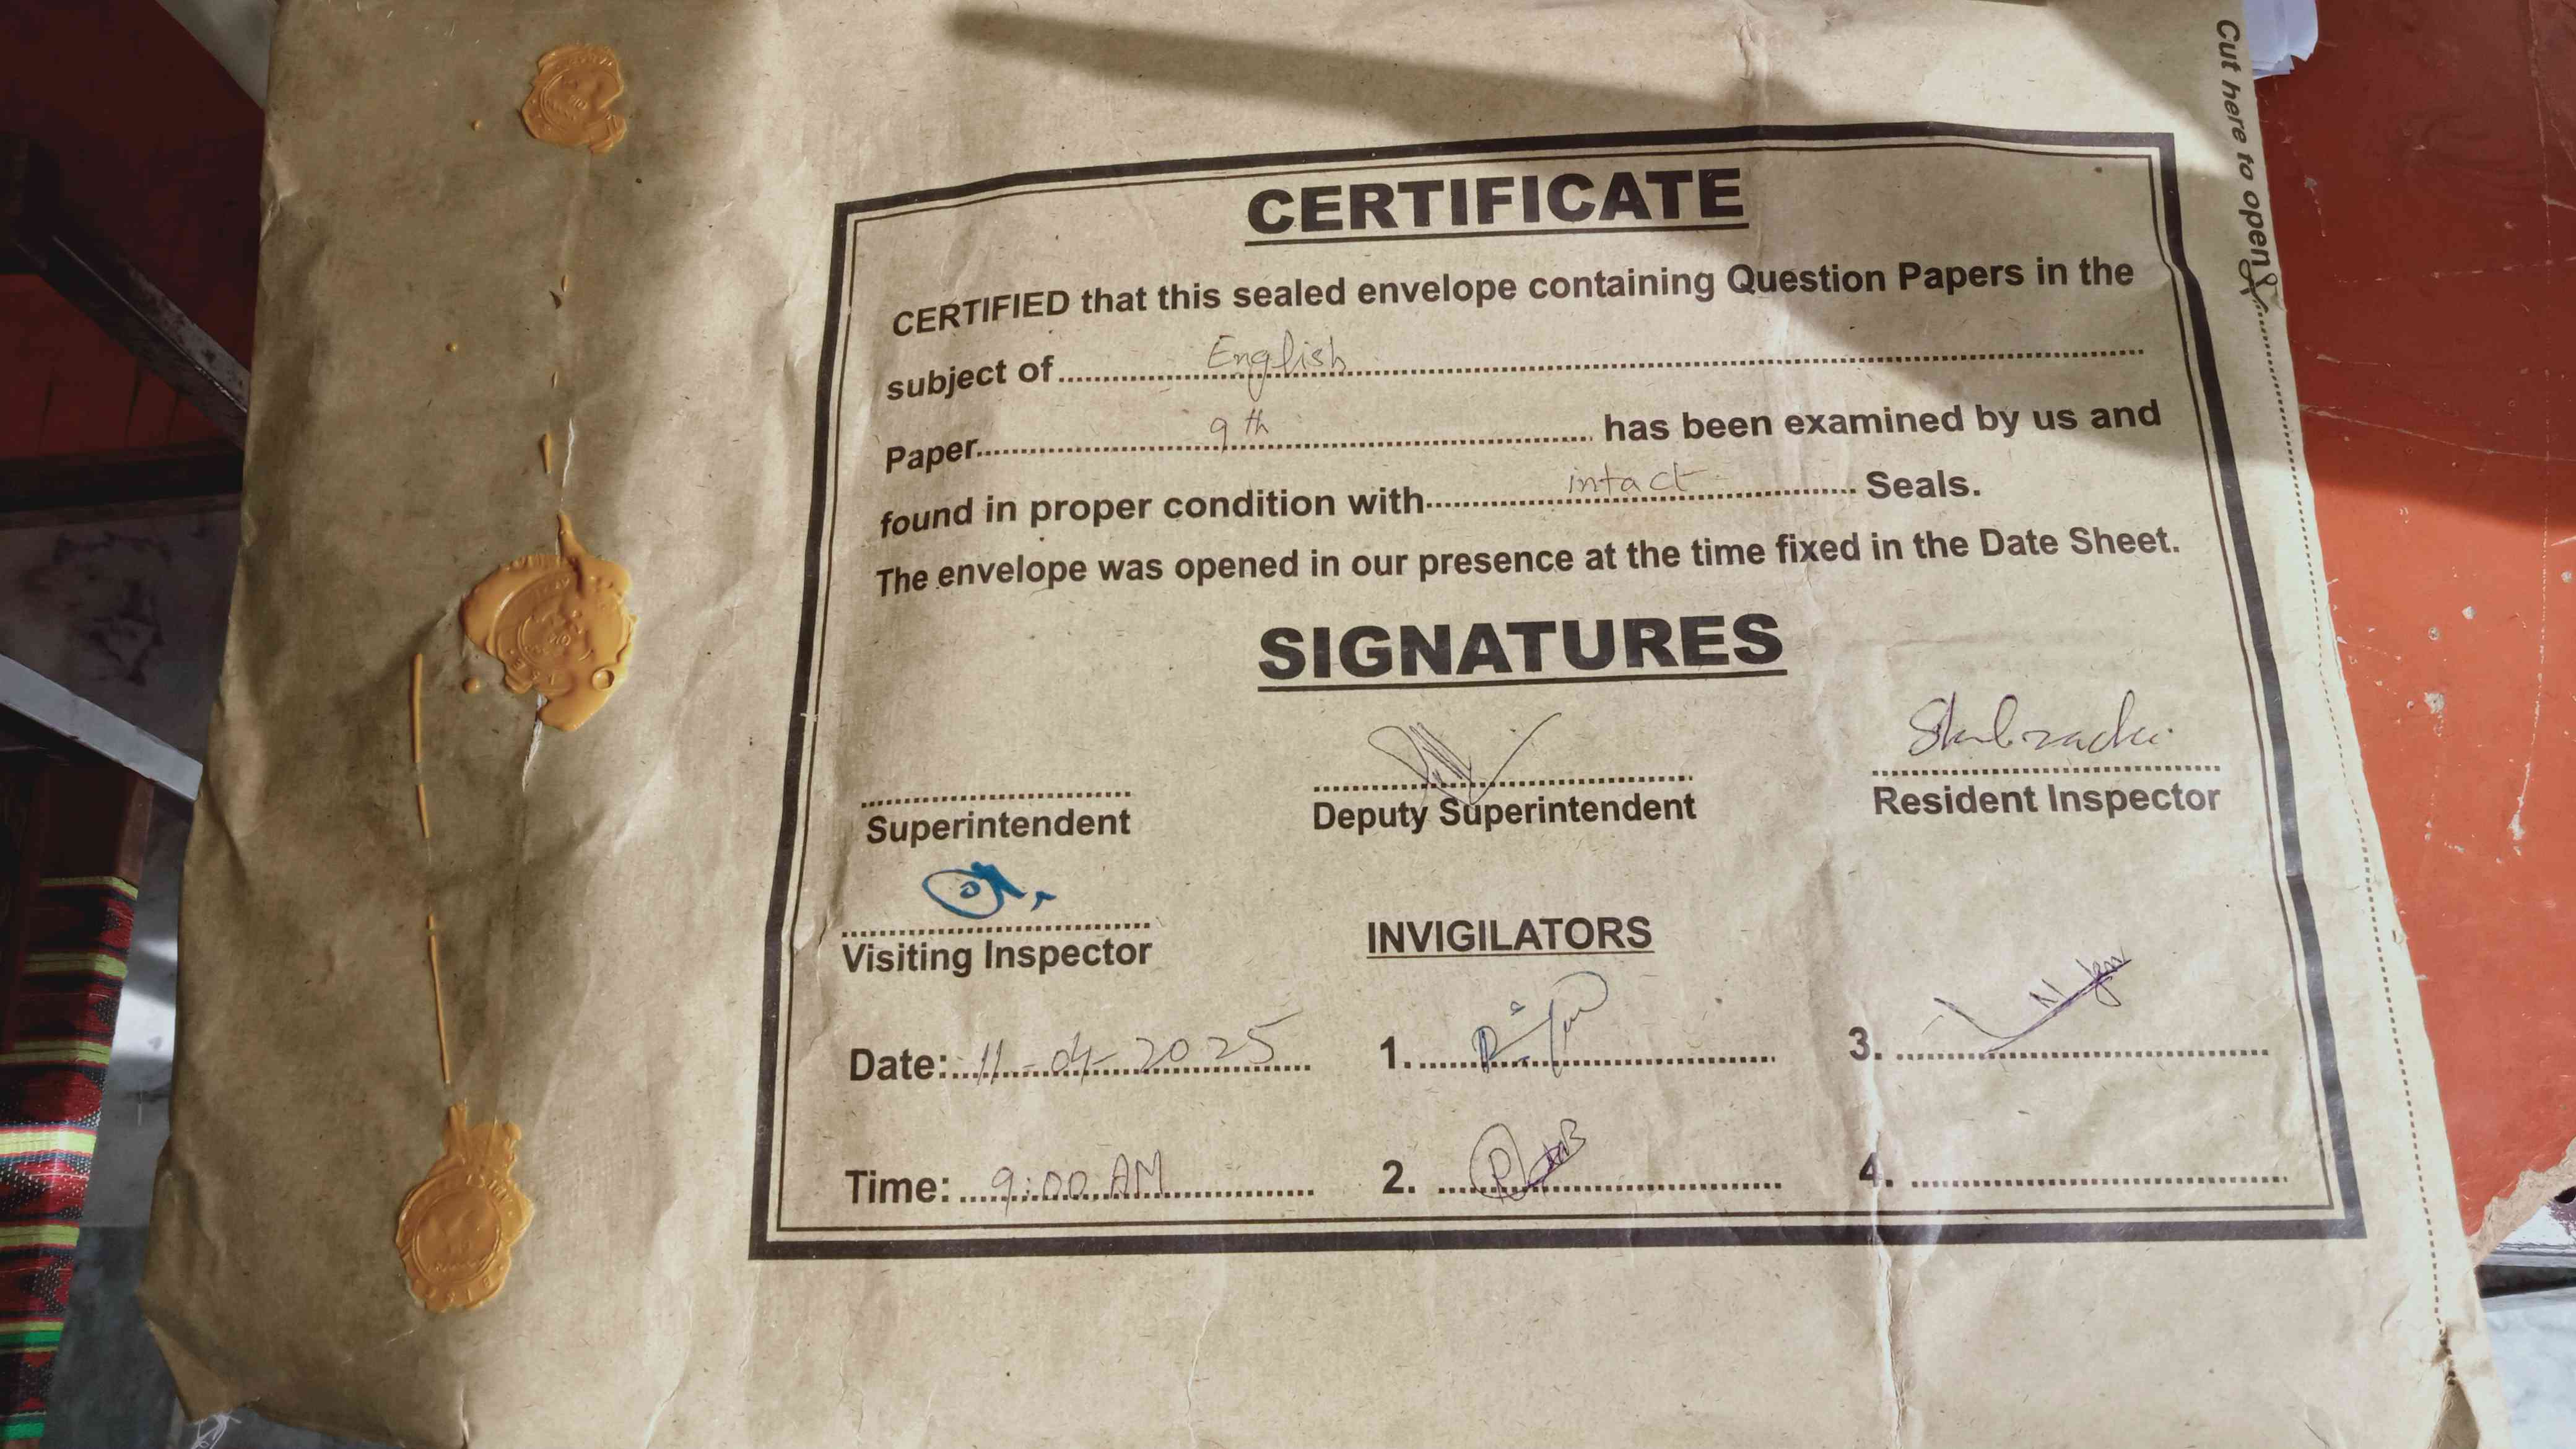 Cut here to open
CERTIFICATE
CERTIFIED that this sealed envelope containing Question Papers in the
subject of English
Paper 9th has been examined by us and
found in proper condition with intact Seals.
The envelope was opened in our presence at the time fixed in the Date Sheet.
SIGNATURES
Superintendent
Deputy Superintendent
Resident Inspector
Visiting Inspector
INVIGILATORS
Date: 11-04-2025
1.
3.
Time: 9:00 AM
2.
4.